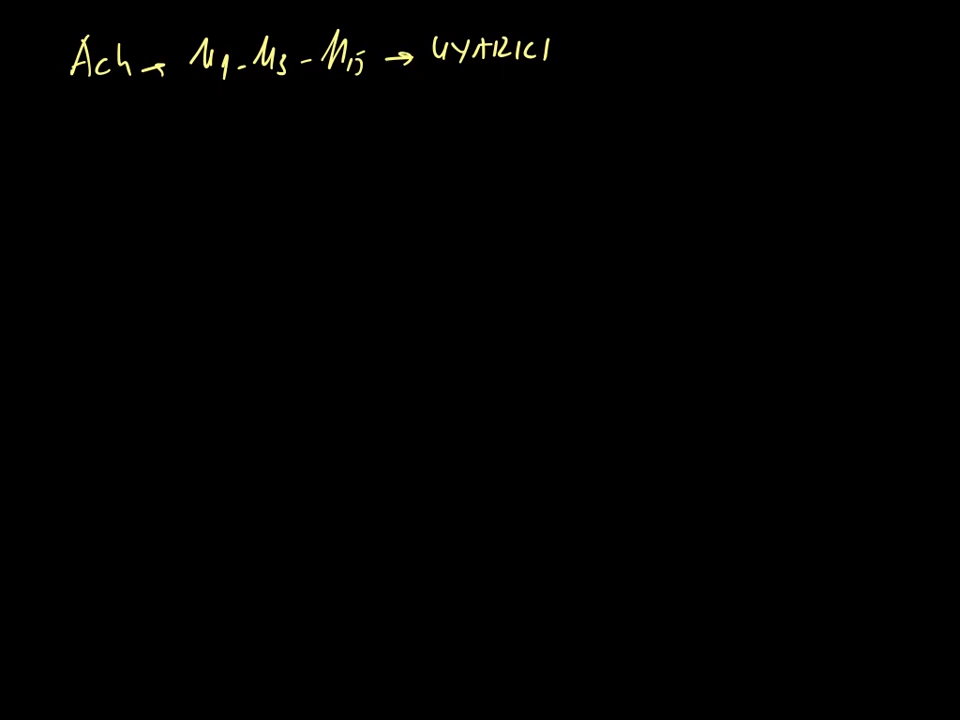 Ach → M1 - M3 - M5 → UYARICI